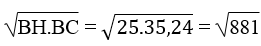 √BH.BC = √25.35,24 = √881